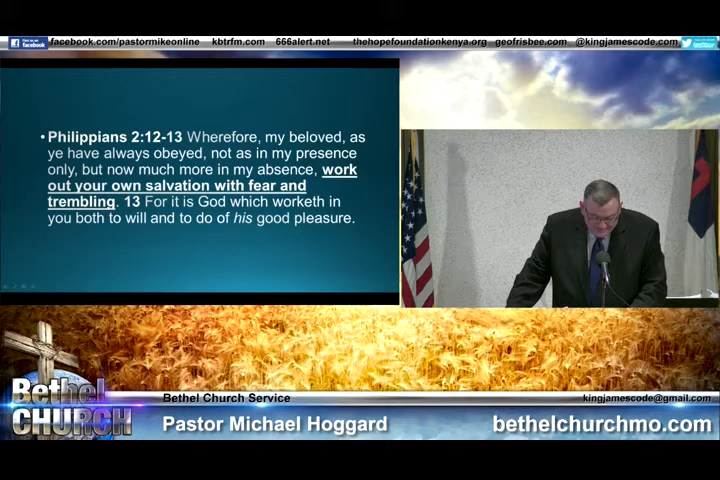 facebook.com/pastormikeonline kbtrfm.com 666alert.net thehopefoundationkenya.org geofrisbee.com @kingjamescode.com
• Philippians 2:12-13 Wherefore, my beloved, as
ye have always obeyed, not as in my presence
only, but now much more in my absence, work
out your own salvation with fear and
trembling. 13 For it is God which worketh in
you both to will and to do of his good pleasure.
Bethel
CHURCH
Bethel Church Service
kingjamescode@gmail.com
Pastor Michael Hoggard
bethelchurchmo.com